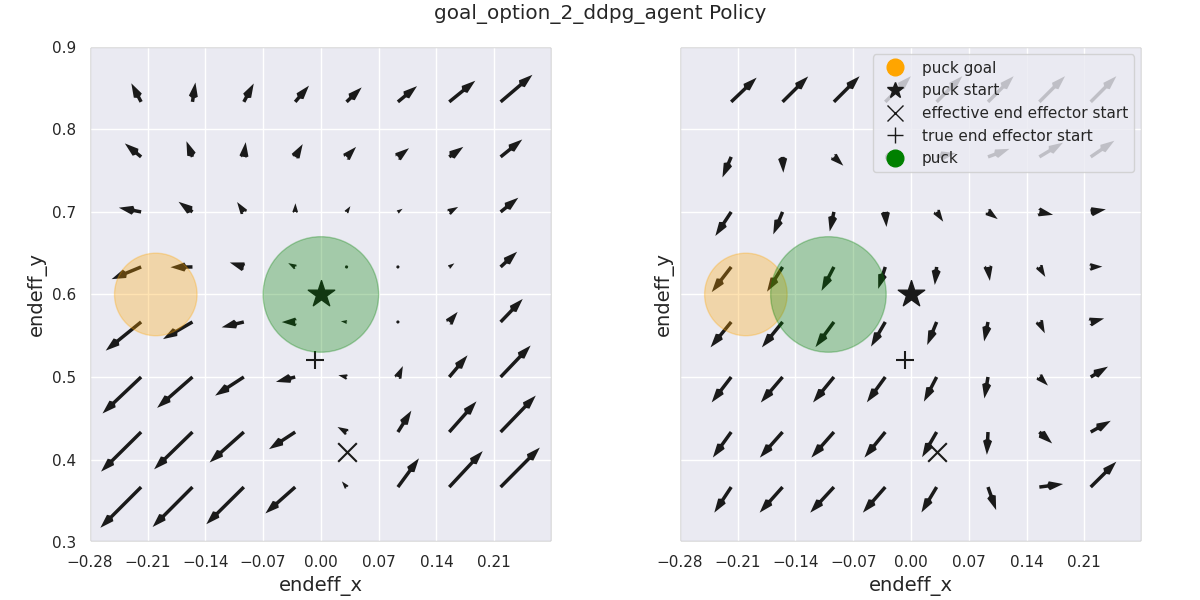 goal_option_2_ddpg_agent Policy
0.9
0.8
0.7
0.6
0.5
0.4
0.3
endeff_y
−0.28 −0.21 −0.14 −0.07 0.00 0.07 0.14 0.21
endeff_x
puck goal
puck start
effective end effector start
true end effector start
puck
endeff_y
−0.28 −0.21 −0.14 −0.07 0.00 0.07 0.14 0.21
endeff_x